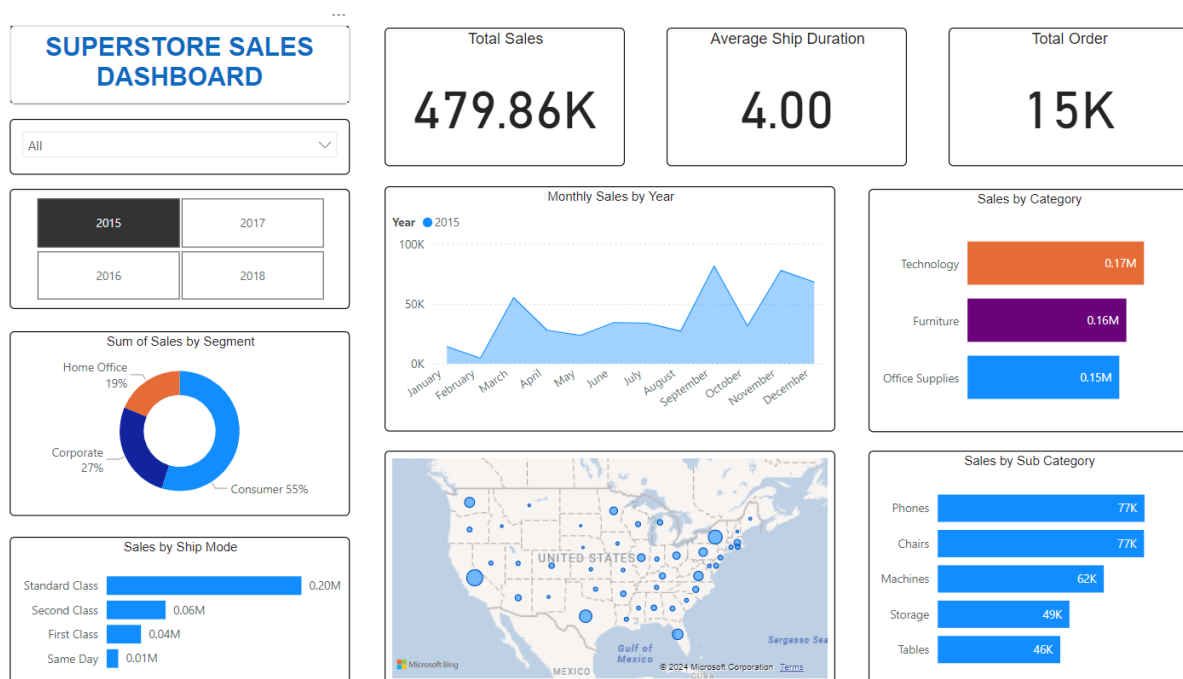 SUPERSTORE SALES
DASHBOARD
All
2015
2017
2016
2018
Total Sales
479.86K
Average Ship Duration
4.00
Total Order
15K
Sum of Sales by Segment
Home Office
19%
Corporate
27%
Consumer 55%
Monthly Sales by Year
Year 2015
100K
50K
0K
January
February
March
April
May
June
July
August
September
October
November
December
Sales by Category
Technology 0.17M
Furniture 0.16M
Office Supplies 0.15M
Sales by Ship Mode
Standard Class 0.20M
Second Class 0.06M
First Class 0.04M
Same Day 0.01M
UNITED STATES
Gulf of
Mexico
Sargasso Sea
MEXICO
CUBA
Microsoft Bing
© 2024 Microsoft Corporation Terms
Sales by Sub Category
Phones 77K
Chairs 77K
Machines 62K
Storage 49K
Tables 46K